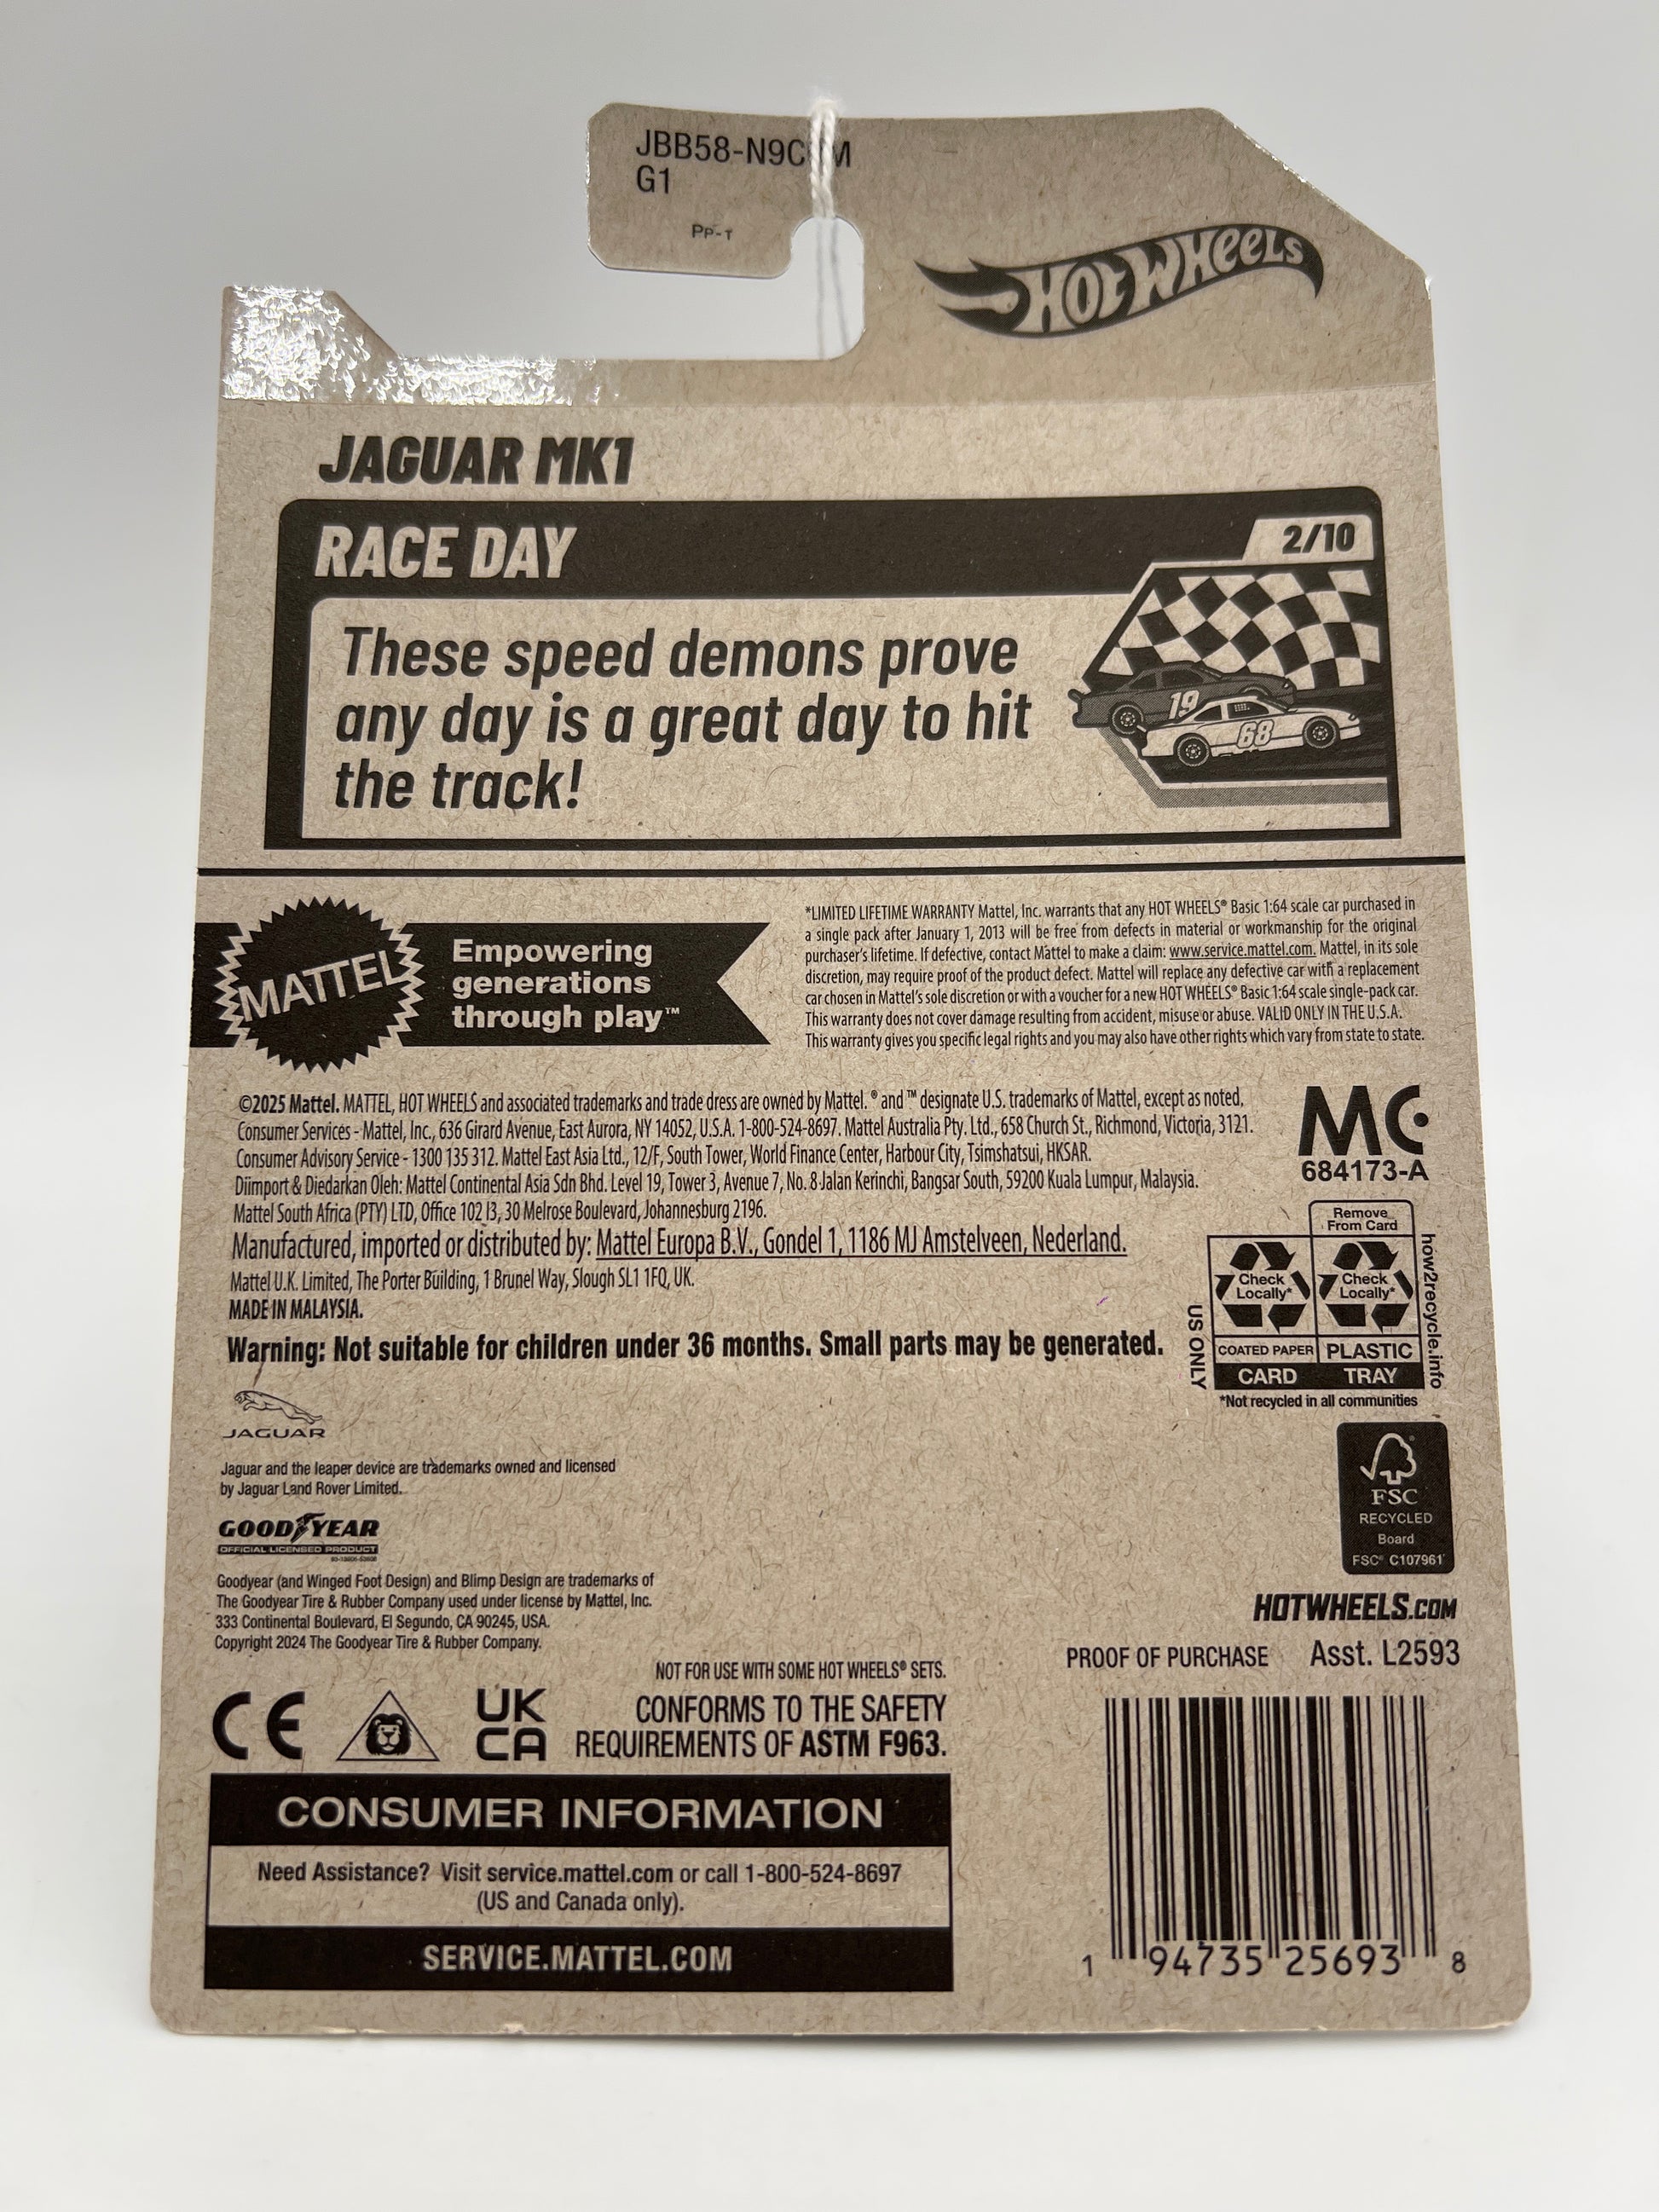 JBB58-N9C M
G1
PP-T
HOT WHEELS
JAGUAR MK1
RACE DAY
2/10
These speed demons prove
any day is a great day to hit
the track!
19
68
MATTEL
Empowering
generations
through play™
*LIMITED LIFETIME WARRANTY Mattel, Inc. warrants that any HOT WHEELS® Basic 1:64 scale car purchased in
a single pack after January 1, 2013 will be free from defects in material or workmanship for the original
purchaser's lifetime. If defective, contact Mattel to make a claim: www.service.mattel.com. Mattel, in its sole
discretion, may require proof of the product defect. Mattel will replace any defective car with a replacement
car chosen in Mattel's sole discretion or with a voucher for a new HOT WHEELS® Basic 1:64 scale single-pack car.
This warranty does not cover damage resulting from accident, misuse or abuse. VALID ONLY IN THE U.S.A.
This warranty gives you specific legal rights and you may also have other rights which vary from state to state.
©2025 Mattel. MATTEL, HOT WHEELS and associated trademarks and trade dress are owned by Mattel. ® and ™ designate U.S. trademarks of Mattel, except as noted.
Consumer Services - Mattel, Inc., 636 Girard Avenue, East Aurora, NY 14052, U.S.A. 1-800-524-8697. Mattel Australia Pty. Ltd., 658 Church St., Richmond, Victoria, 3121.
Consumer Advisory Service - 1300 135 312. Mattel East Asia Ltd., 12/F, South Tower, World Finance Center, Harbour City, Tsimshatsui, HKSAR.
Diimport & Diedarkan Oleh: Mattel Continental Asia Sdn Bhd. Level 19, Tower 3, Avenue 7, No. 8 Jalan Kerinchi, Bangsar South, 59200 Kuala Lumpur, Malaysia.
Mattel South Africa (PTY) LTD, Office 102 I3, 30 Melrose Boulevard, Johannesburg 2196.
Manufactured, imported or distributed by: Mattel Europa B.V., Gondel 1, 1186 MJ Amstelveen, Nederland.
Mattel U.K. Limited, The Porter Building, 1 Brunel Way, Slough SL1 1FQ, UK.
MADE IN MALAYSIA.
Warning: Not suitable for children under 36 months. Small parts may be generated.
MC
684173-A
Remove
From Card
Check
Locally*
Check
Locally*
COATED PAPER
PLASTIC
CARD
TRAY
US ONLY
how2recycle.info
*Not recycled in all communities
JAGUAR
Jaguar and the leaper device are trademarks owned and licensed
by Jaguar Land Rover Limited.
GOODYEAR
OFFICIAL LICENSED PRODUCT
Goodyear (and Winged Foot Design) and Blimp Design are trademarks of
The Goodyear Tire & Rubber Company used under license by Mattel, Inc.
333 Continental Boulevard, El Segundo, CA 90245, USA.
Copyright 2024 The Goodyear Tire & Rubber Company.
FSC
RECYCLED
Board
FSC® C107961
HOTWHEELS.COM
PROOF OF PURCHASE Asst. L2593
NOT FOR USE WITH SOME HOT WHEELS® SETS.
CE
UK
CA
CONFORMS TO THE SAFETY
REQUIREMENTS OF ASTM F963.
CONSUMER INFORMATION
Need Assistance? Visit service.mattel.com or call 1-800-524-8697
(US and Canada only).
SERVICE.MATTEL.COM
1 94735 25693 8